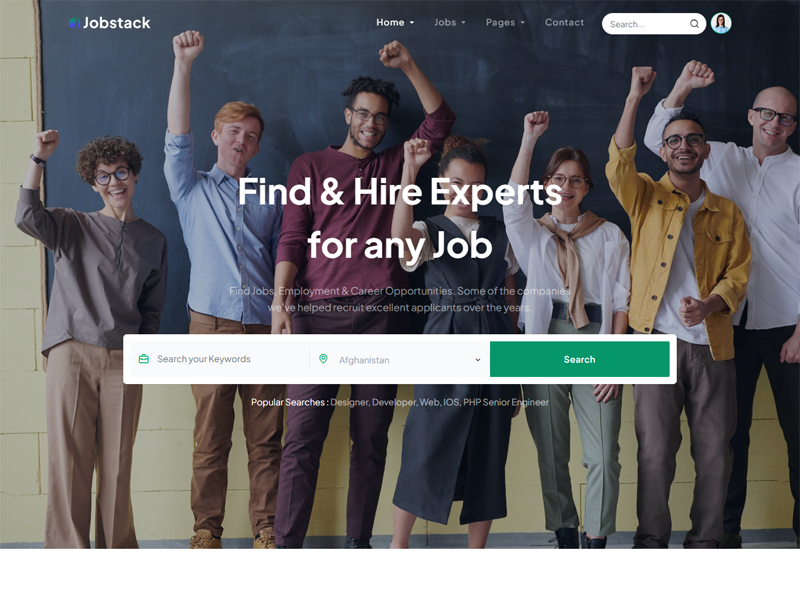 Jobstack
Home Jobs Pages Contact Search...
Find & Hire Experts
for any Job
Find Jobs, Employment & Career Opportunities. Some of the companies
we've helped recruit excellent applicants over the years.
Search your Keywords Afghanistan Search
Popular Searches : Designer, Developer, Web, IOS, PHP Senior Engineer